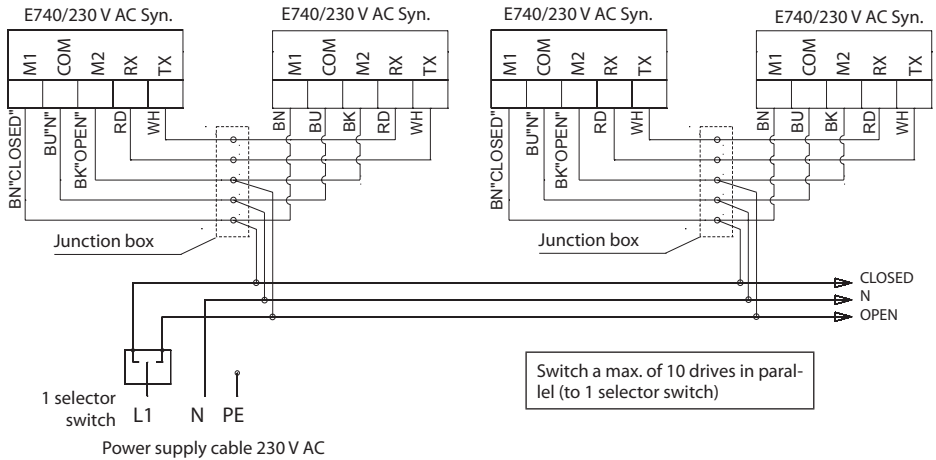 E740/230 V AC Syn.
E740/230 V AC Syn.
E740/230 V AC Syn.
E740/230 V AC Syn.
M1 COM M2 RX TX
M1 COM M2 RX TX
M1 COM M2 RX TX
M1 COM M2 RX TX
BN"CLOSED" BU"N" BK"OPEN" RD WH
BN BU BK RD WH
BN"CLOSED" BU"N" BK"OPEN" RD WH
BN BU BK RD WH
Junction box
Junction box
CLOSED
N
OPEN
1 selector
switch
L1 N PE
Power supply cable 230 V AC
Switch a max. of 10 drives in paral-
lel (to 1 selector switch)